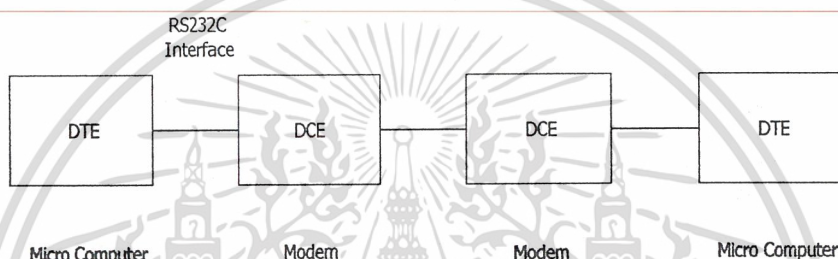 RS232C
Interface
DTE
DCE
DCE
DTE
Micro Computer
Modem
Modem
Micro Computer